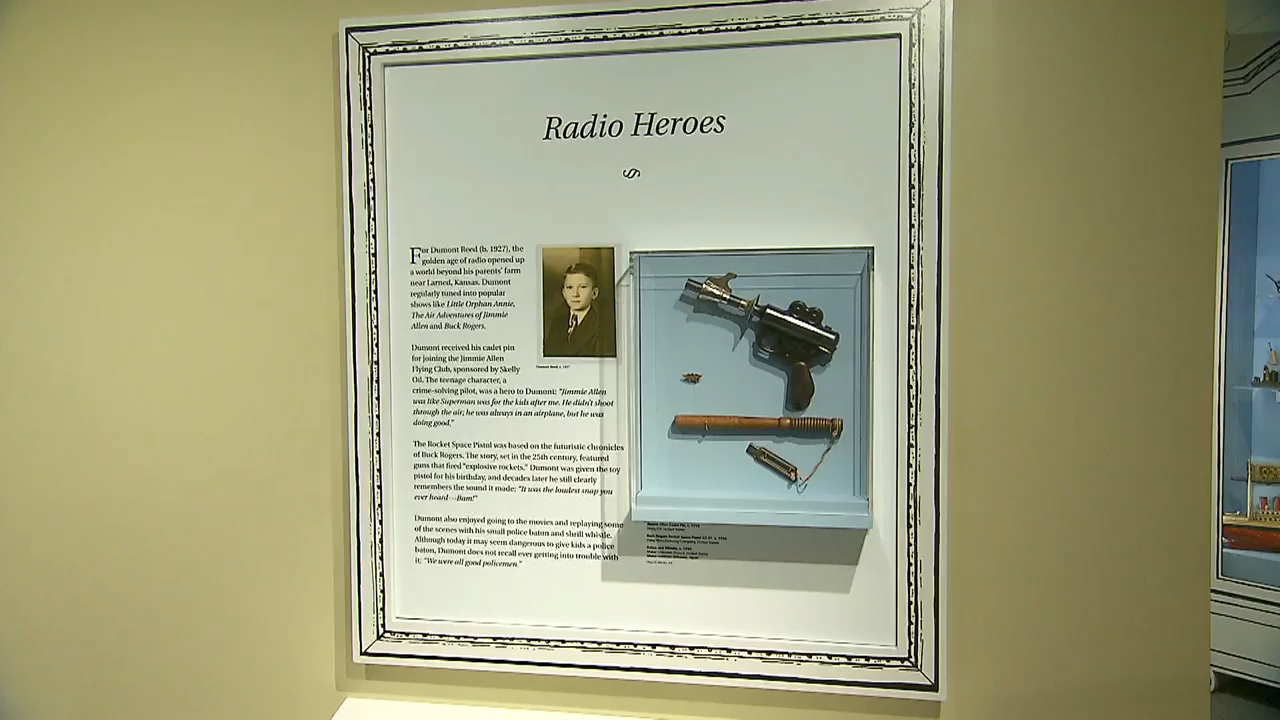 Radio Heroes
For Dumont Reed (b. 1927), the
golden age of radio opened up
a world beyond his parents' farm
near Larned, Kansas. Dumont
regularly tuned into popular
shows like Little Orphan Annie,
The Air Adventures of Jimmie
Allen and Buck Rogers.
Dumont received his cadet pin
for joining the Jimmie Allen
Flying Club, sponsored by Skelly
Oil. The teenage character, a
crime-solving pilot, was a hero to Dumont: "Jimmie Allen
was like Superman was for the kids after me. He didn't shoot
through the air; he was always in an airplane, but he was
doing good."
The Rocket Space Pistol was based on the futuristic chronicles
of Buck Rogers. The story, set in the 25th century, featured
guns that fired "explosive rockets." Dumont was given the toy
pistol for his birthday, and decades later he still clearly
remembers the sound it made: "It was the loudest snap you
ever heard—Bam!"
Dumont also enjoyed going to the movies and replaying some
of the scenes with his small police baton and shrill whistle.
Although today it may seem dangerous to give kids a police
baton, Dumont does not recall ever getting into trouble with
it: "We were all good policemen."
Dumont Reed, c. 1937